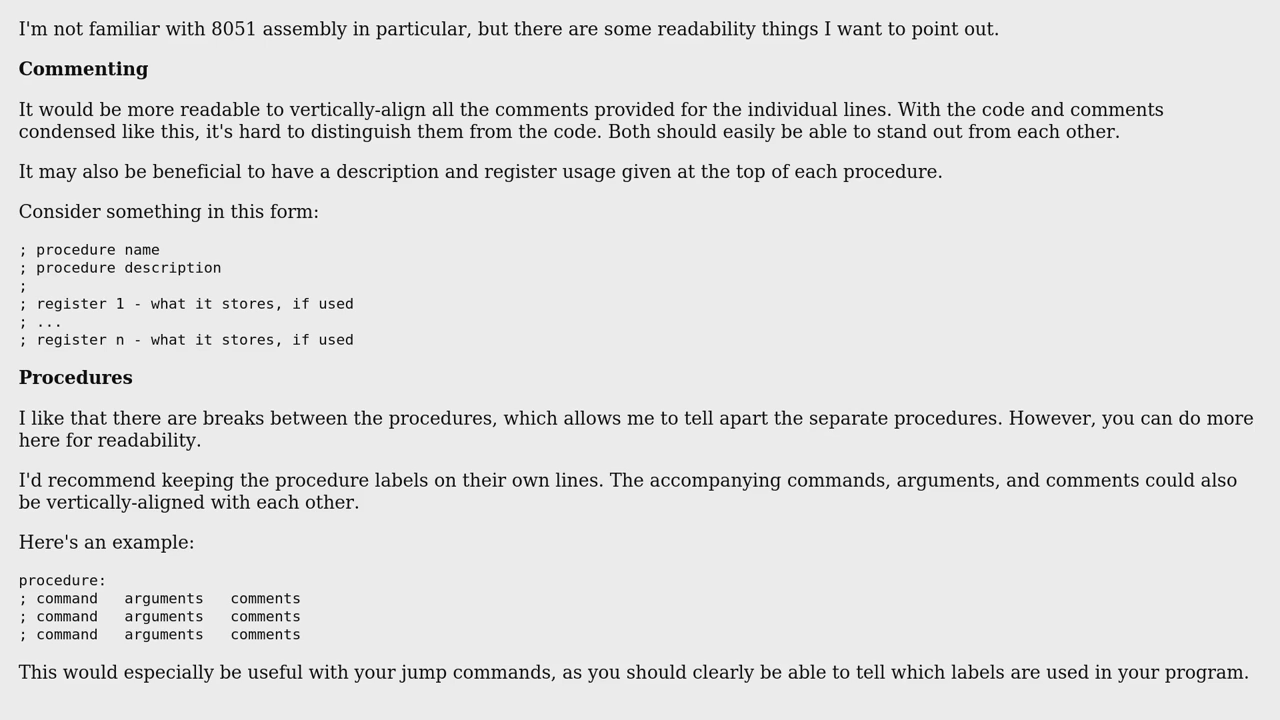 I'm not familiar with 8051 assembly in particular, but there are some readability things I want to point out.
Commenting
It would be more readable to vertically-align all the comments provided for the individual lines. With the code and comments
condensed like this, it's hard to distinguish them from the code. Both should easily be able to stand out from each other.
It may also be beneficial to have a description and register usage given at the top of each procedure.
Consider something in this form:
; procedure name
; procedure description
;
; register 1 - what it stores, if used
; ...
; register n - what it stores, if used
Procedures
I like that there are breaks between the procedures, which allows me to tell apart the separate procedures. However, you can do more
here for readability.
I'd recommend keeping the procedure labels on their own lines. The accompanying commands, arguments, and comments could also
be vertically-aligned with each other.
Here's an example:
procedure:
; command   arguments   comments
; command   arguments   comments
; command   arguments   comments
This would especially be useful with your jump commands, as you should clearly be able to tell which labels are used in your program.